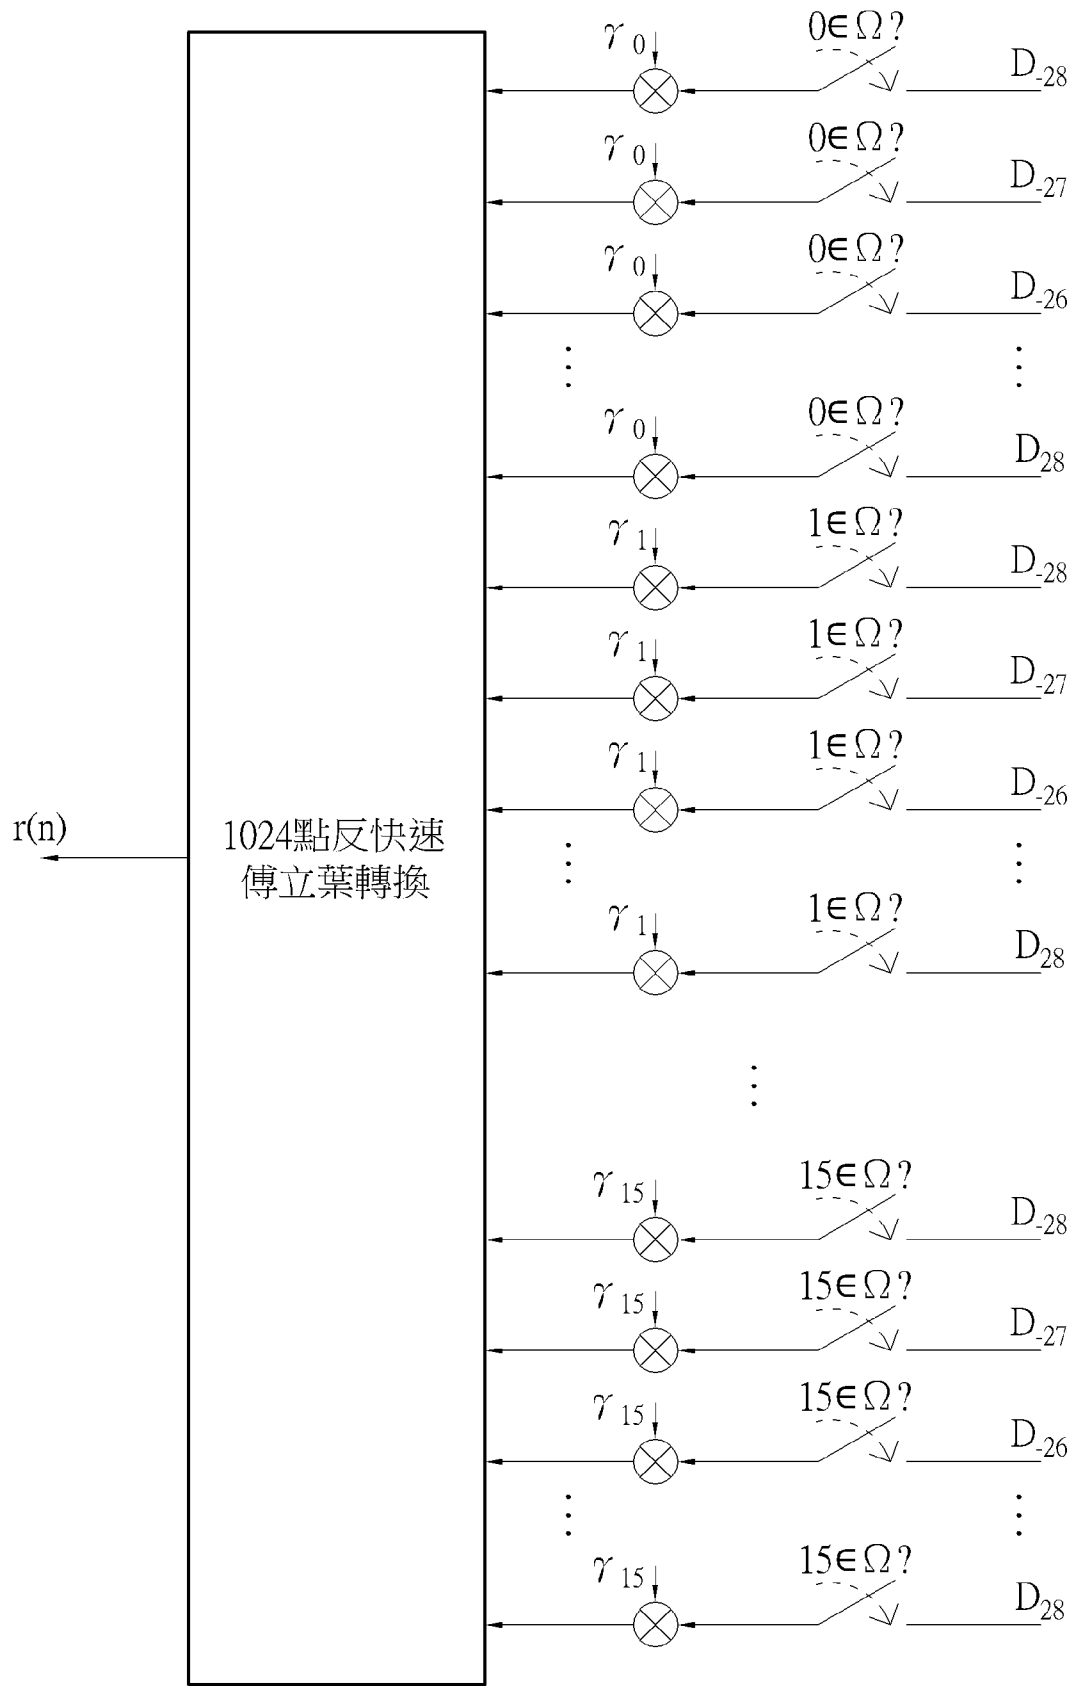 γ0 0∈Ω? D-28
γ0 0∈Ω? D-27
γ0 0∈Ω? D-26
γ0 0∈Ω? D28
γ1 1∈Ω? D-28
γ1 1∈Ω? D-27
γ1 1∈Ω? D-26
r(n)
1024點反快速
傅立葉轉換
γ1 1∈Ω? D28
γ15 15∈Ω? D-28
γ15 15∈Ω? D-27
γ15 15∈Ω? D-26
γ15 15∈Ω? D28